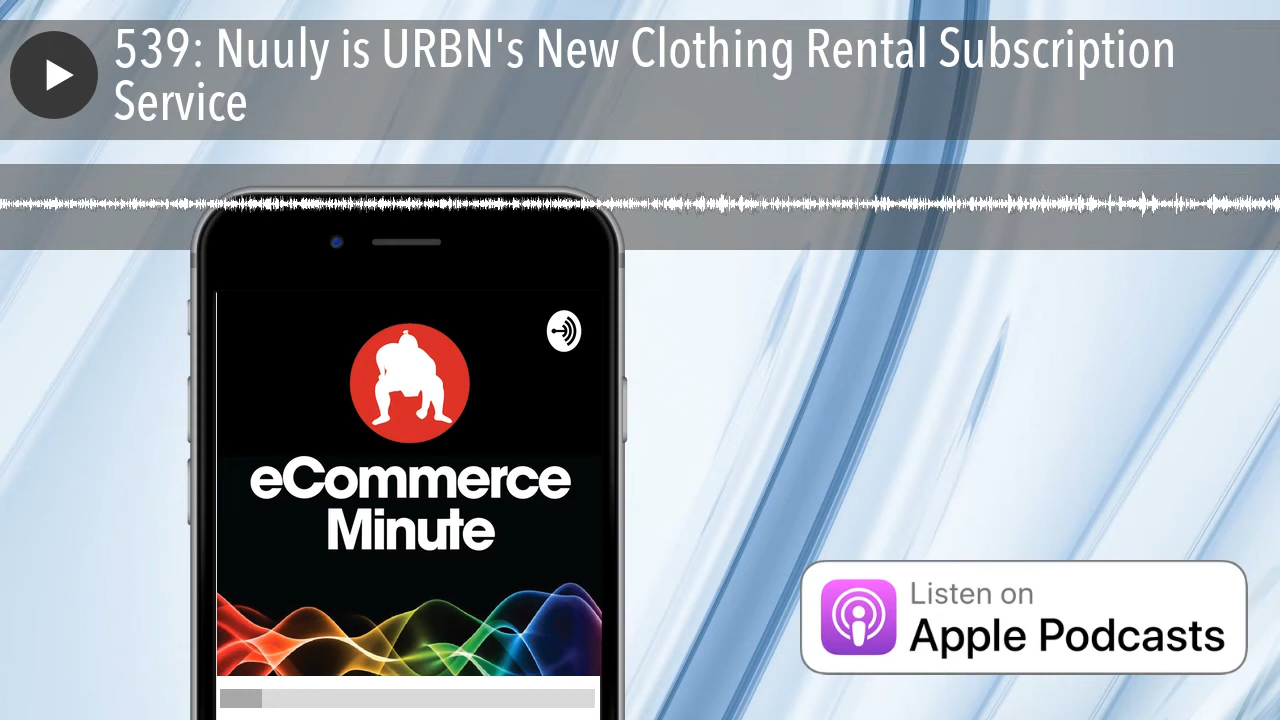 539: Nuuly is URBN's New Clothing Rental Subscription
Service
eCommerce
Minute
Listen on
Apple Podcasts